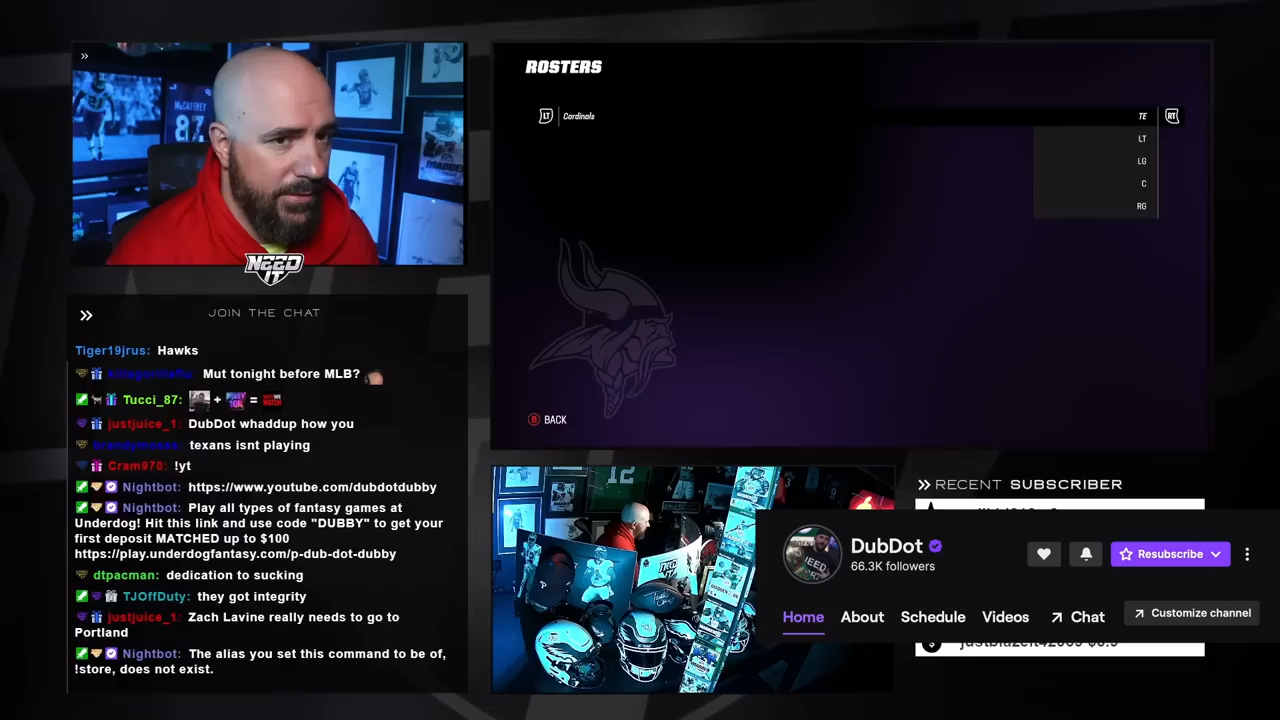 »
McCAFFREY
87
NEED
IT
»
JOIN THE CHAT
Tiger19jrus: Hawks
Mut tonight before MLB?
Tucci_87: + =
justjuice_1: DubDot whaddup how you
texans isnt playing
Cram970: !yt
Nightbot: https://www.youtube.com/dubdotdubby
Nightbot: Play all types of fantasy games at
Underdog! Hit this link and use code "DUBBY" to get your
first deposit MATCHED up to $100
https://play.underdogfantasy.com/p-dub-dot-dubby
dtpacman: dedication to sucking
TJOffDuty: they got integrity
justjuice_1: Zach Lavine really needs to go to
Portland
Nightbot: The alias you set this command to be of,
!store, does not exist.
ROSTERS
LT Cardinals TE RT
LT
LG
C
RG
B BACK
12
» RECENT SUBSCRIBER
DubDot
66.3K followers
Resubscribe
Home About Schedule Videos Chat Customize channel